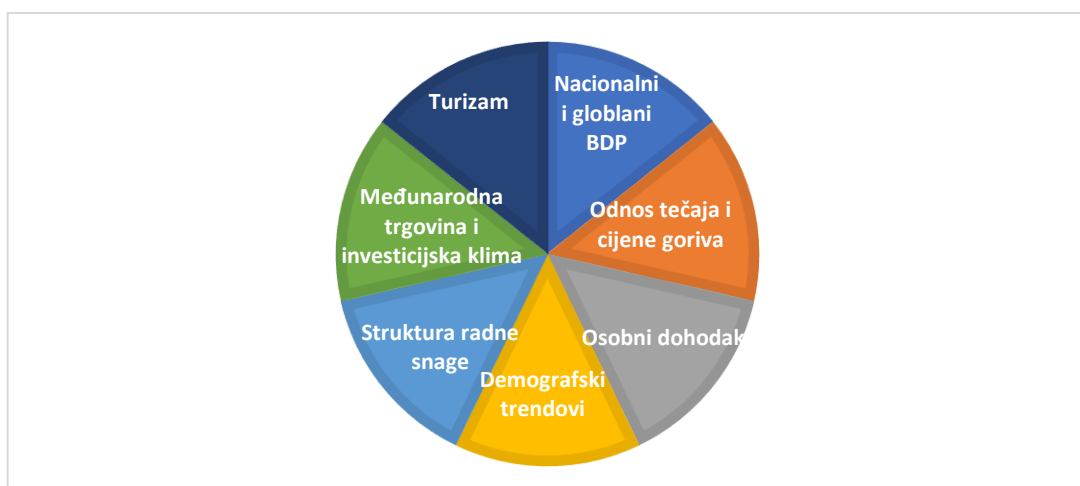 Nacionalni
i globlani
BDP
Odnos tečaja i
cijene goriva
Osobni dohodak
Demografski
trendovi
Struktura radne
snage
Međunarodna
trgovina i
investicijska klima
Turizam